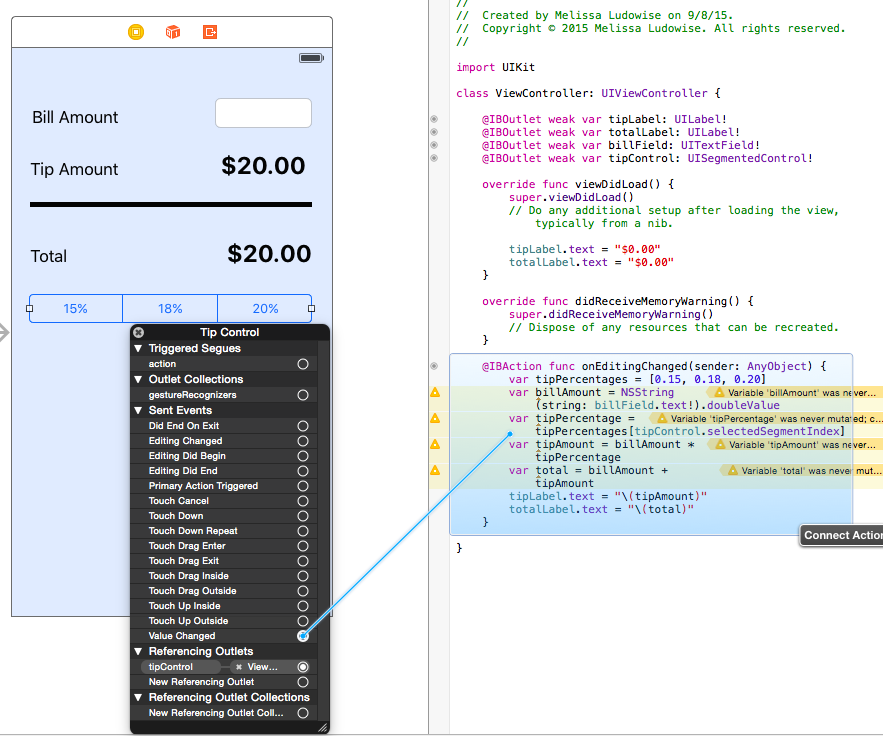 Bill Amount
Tip Amount
$20.00
Total
$20.00
15%
18%
20%
Tip Control
Triggered Segues
action
Outlet Collections
gestureRecognizers
Sent Events
Did End On Exit
Editing Changed
Editing Did Begin
Editing Did End
Primary Action Triggered
Touch Cancel
Touch Down
Touch Down Repeat
Touch Drag Enter
Touch Drag Exit
Touch Drag Inside
Touch Drag Outside
Touch Up Inside
Touch Up Outside
Value Changed
Referencing Outlets
tipControl
View...
New Referencing Outlet
Referencing Outlet Collections
New Referencing Outlet Coll...
//
// Created by Melissa Ludowise on 9/8/15.
// Copyright © 2015 Melissa Ludowise. All rights reserved.
//
import UIKit
class ViewController: UIViewController {
@IBOutlet weak var tipLabel: UILabel!
@IBOutlet weak var totalLabel: UILabel!
@IBOutlet weak var billField: UITextField!
@IBOutlet weak var tipControl: UISegmentedControl!
override func viewDidLoad() {
super.viewDidLoad()
// Do any additional setup after loading the view,
typically from a nib.
tipLabel.text = "$0.00"
totalLabel.text = "$0.00"
}
override func didReceiveMemoryWarning() {
super.didReceiveMemoryWarning()
// Dispose of any resources that can be recreated.
}
@IBAction func onEditingChanged(sender: AnyObject) {
var tipPercentages = [0.15, 0.18, 0.20]
var billAmount = NSString
Variable 'billAmount' was never...
(string: billField.text!).doubleValue
var tipPercentage =
Variable 'tipPercentage' was never mutated; c...
tipPercentages[tipControl.selectedSegmentIndex]
var tipAmount = billAmount *
Variable 'tipAmount' was never...
tipPercentage
var total = billAmount +
Variable 'total' was never mut...
tipAmount
tipLabel.text = "\(tipAmount)"
totalLabel.text = "\(total)"
}
Connect Action
}